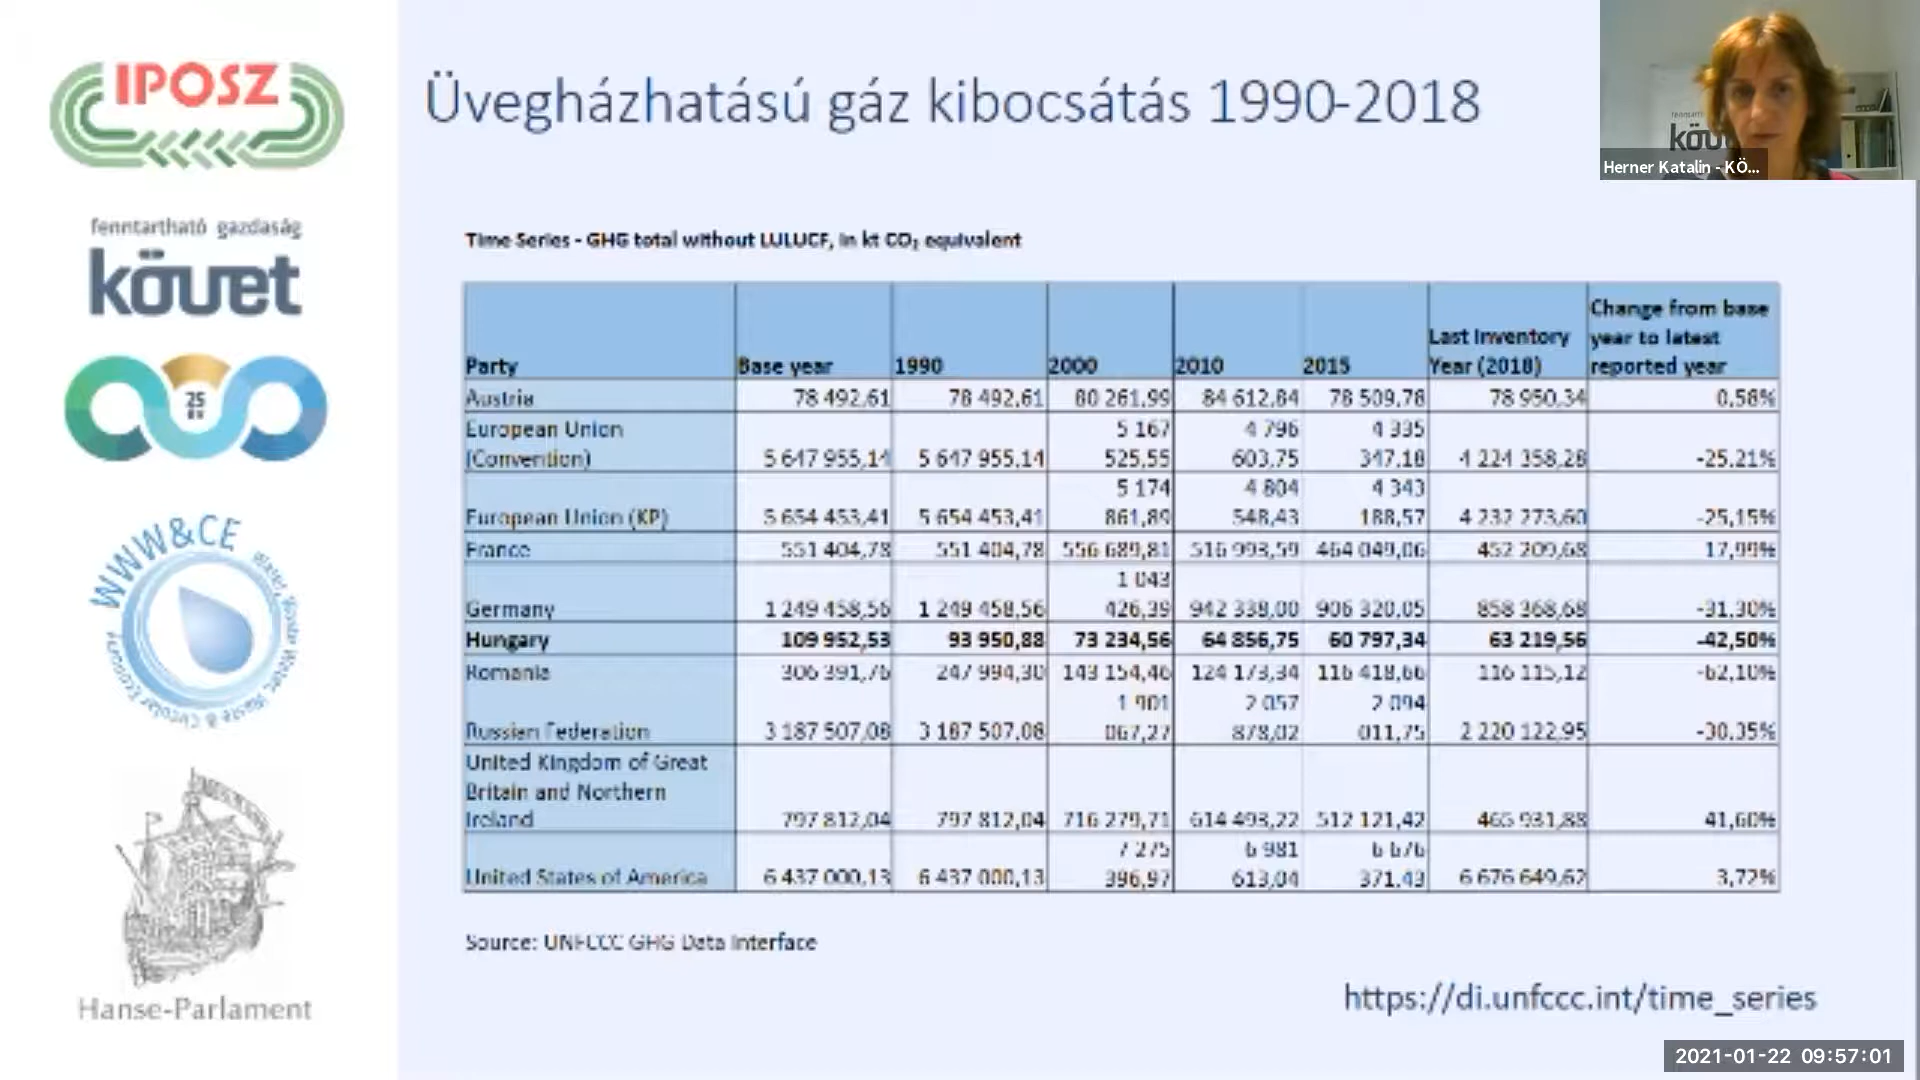 IPOSZ
fenntartható gazdaság
követ
25
ÉV
WWW&CE
Hanse-Parlament
Üvegházhatású gáz kibocsátás 1990-2018
Time Series - GHG total without LULUCF, in kt CO₂ equivalent
Party Base year 1990 2000 2010 2015 Last Inventory Year (2018) Change from base year to latest reported year
Austria 78 492,61 78 492,61 80 261,99 84 612,84 78 509,78 78 950,34 0,58%
European Union (Convention) 5 647 955,14 5 647 955,14 5 167 525,55 4 796 603,75 4 335 347,18 4 224 358,28 -25,21%
European Union (KP) 5 654 453,41 5 654 453,41 5 174 861,89 4 804 548,43 4 343 188,57 4 232 273,60 -25,15%
France 551 404,78 551 404,78 556 689,81 516 993,59 464 049,06 452 209,68 17,99%
Germany 1 249 458,56 1 249 458,56 1 043 426,39 942 338,00 906 320,05 858 368,68 -31,30%
Hungary 109 952,53 93 950,88 73 234,56 64 856,75 60 797,34 63 219,56 -42,50%
Romania 306 391,76 247 994,30 143 154,46 124 173,34 116 418,66 116 115,12 -62,10%
Russian Federation 3 187 507,08 3 187 507,08 1 901 067,27 2 057 878,02 2 094 011,75 2 220 122,95 -30,35%
United Kingdom of Great Britain and Northern Ireland 797 812,04 797 812,04 716 279,71 614 493,22 512 121,42 465 931,88 41,60%
United States of America 6 437 000,13 6 437 000,13 7 275 396,97 6 981 613,04 6 676 371,43 6 676 649,62 3,72%
Source: UNFCCC GHG Data Interface
https://di.unfccc.int/time_series
Herner Katalin - KÖ...
2021-01-22 09:57:01